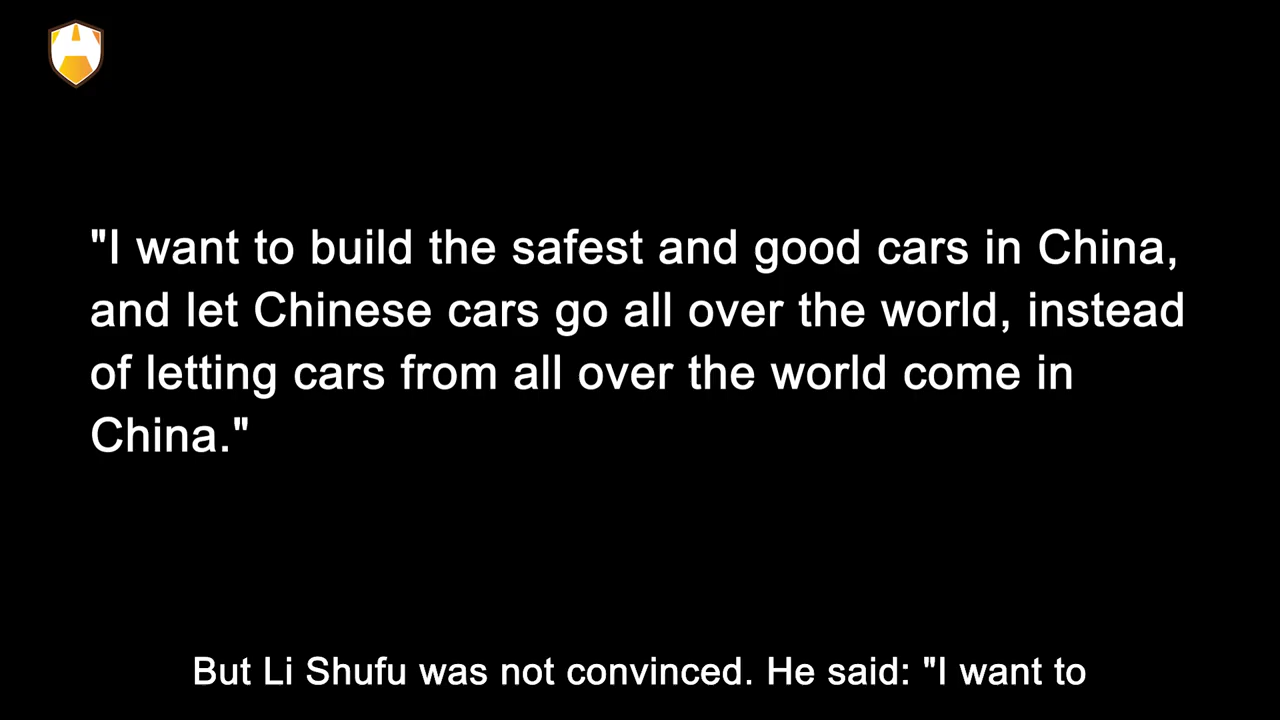 "I want to build the safest and good cars in China,
and let Chinese cars go all over the world, instead
of letting cars from all over the world come in
China."
But Li Shufu was not convinced. He said: "I want to